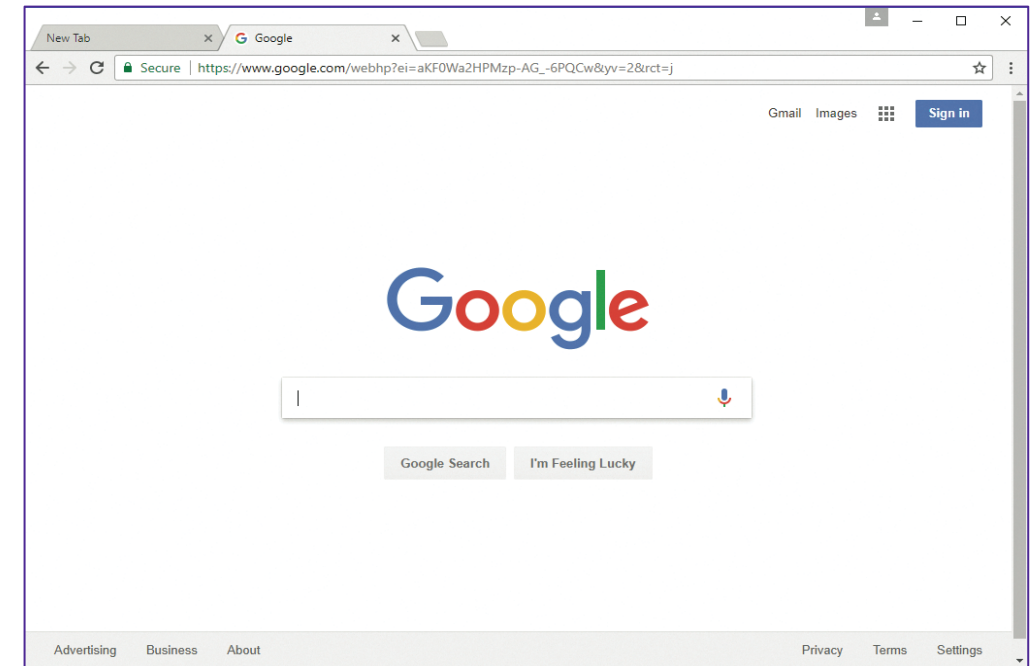 New Tab
Google
Secure | https://www.google.com/webhp?ei=aKF0Wa2HPMzp-AG_-6PQCw&yv=2&rct=j
Gmail Images Sign in
Google
Google Search I'm Feeling Lucky
Advertising Business About Privacy Terms Settings